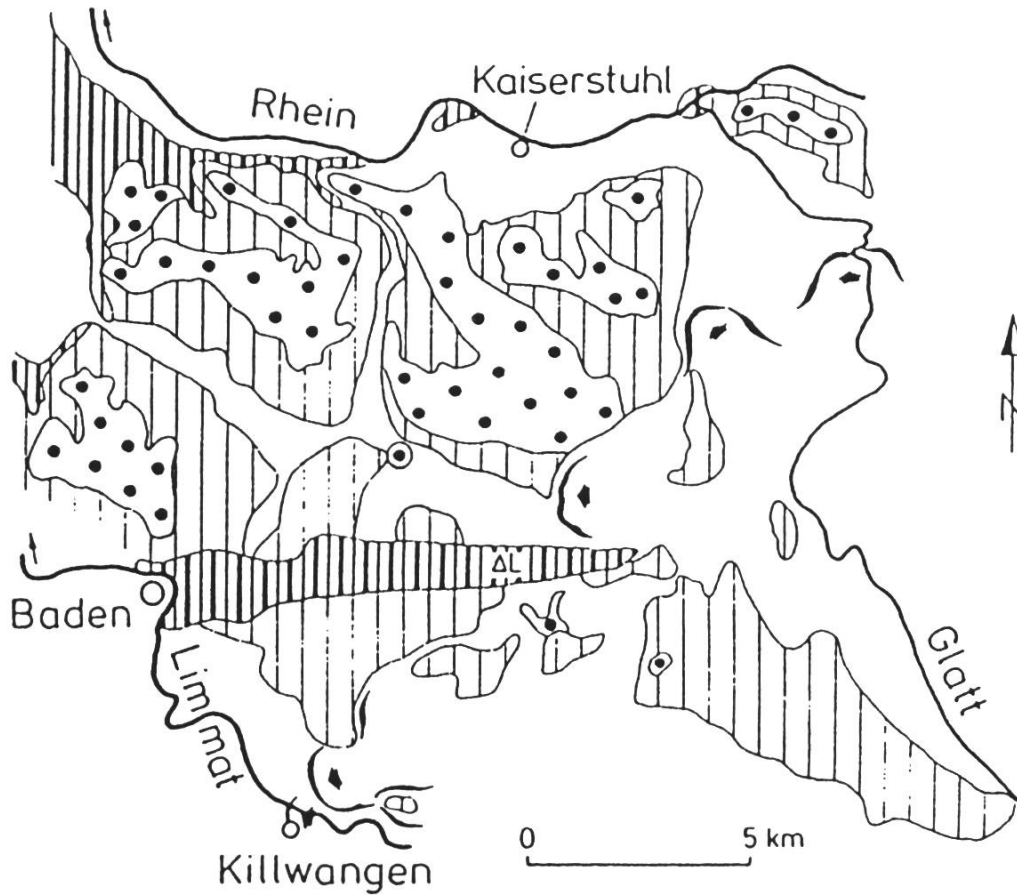 Kaiserstuhl
Rhein
N
ΔL
Baden
Limmat
Glatt
0 5 km
Killwangen